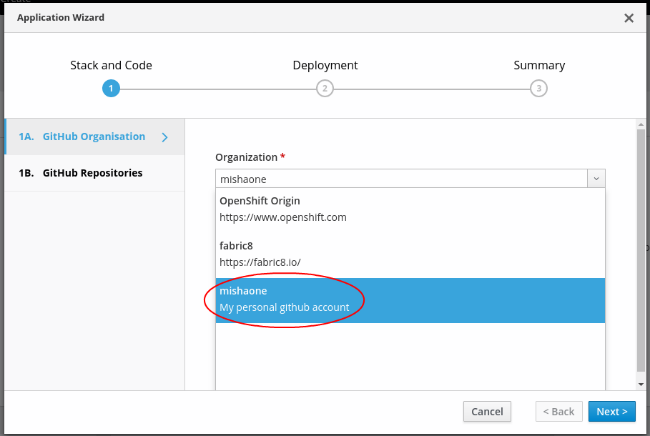 Application Wizard
Stack and Code
Deployment
Summary
1
2
3
1A. GitHub Organisation
1B. GitHub Repositories
Organization *
mishaone
OpenShift Origin
https://www.openshift.com
fabric8
https://fabric8.io/
mishaone
My personal github account
Cancel
< Back
Next >